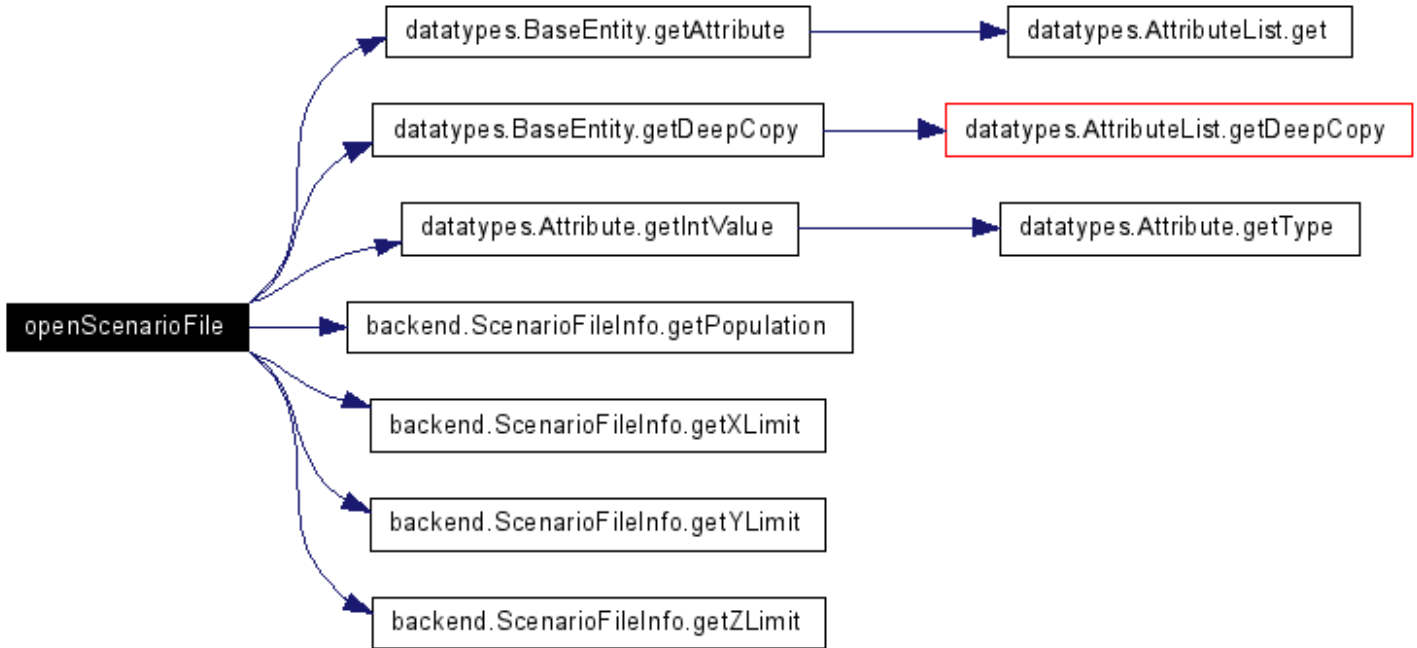 datatypes.BaseEntity.getAttribute
datatypes.AttributeList.get
datatypes.BaseEntity.getDeepCopy
datatypes.AttributeList.getDeepCopy
datatypes.Attribute.getIntValue
datatypes.Attribute.getType
openScenarioFile
backend.ScenarioFileInfo.getPopulation
backend.ScenarioFileInfo.getXLimit
backend.ScenarioFileInfo.getYLimit
backend.ScenarioFileInfo.getZLimit